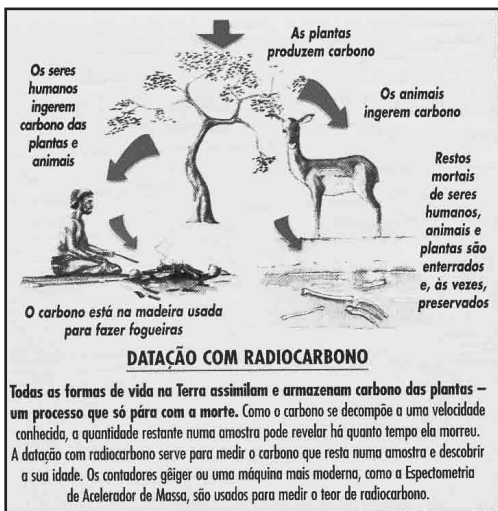 As plantas
produzem carbono
Os seres
humanos
ingerem
carbono das
plantas e
animais
Os animais
ingerem carbono
Restos
mortais
de seres
humanos,
animais e
plantas são
enterrados
e, às vezes,
preservados
O carbono está na madeira usada
para fazer fogueiras
DATAÇÃO COM RADIOCARBONO
Todas as formas de vida na Terra assimilam e armazenam carbono das plantas –
um processo que só pára com a morte. Como o carbono se decompõe a uma velocidade
conhecida, a quantidade restante numa amostra pode revelar há quanto tempo ela morreu.
A datação com radiocarbono serve para medir o carbono que resta numa amostra e descobrir
a sua idade. Os contadores gêiger ou uma máquina mais moderna, como a Espectometria
de Acelerador de Massa, são usados para medir o teor de radiocarbono.